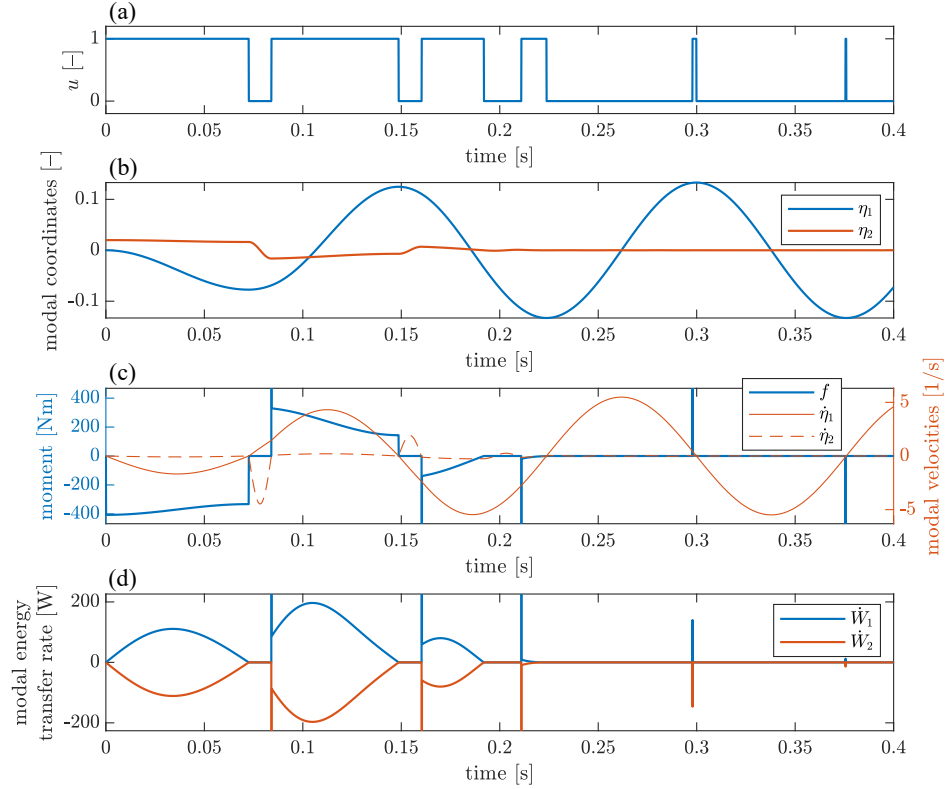 (a)
1
0
u [-]
0 0.05 0.1 0.15 0.2 0.25 0.3 0.35 0.4
time [s]
(b)
0.1
0
-0.1
modal coordinates [-]
η₁
η₂
0 0.05 0.1 0.15 0.2 0.25 0.3 0.35 0.4
time [s]
(c)
400
200
0
-200
-400
moment [Nm]
f
η̇₁
η̇₂
5
0
-5
modal velocities [1/s]
0 0.05 0.1 0.15 0.2 0.25 0.3 0.35 0.4
time [s]
(d)
200
0
-200
modal energy
transfer rate [W]
Ẇ₁
Ẇ₂
0 0.05 0.1 0.15 0.2 0.25 0.3 0.35 0.4
time [s]